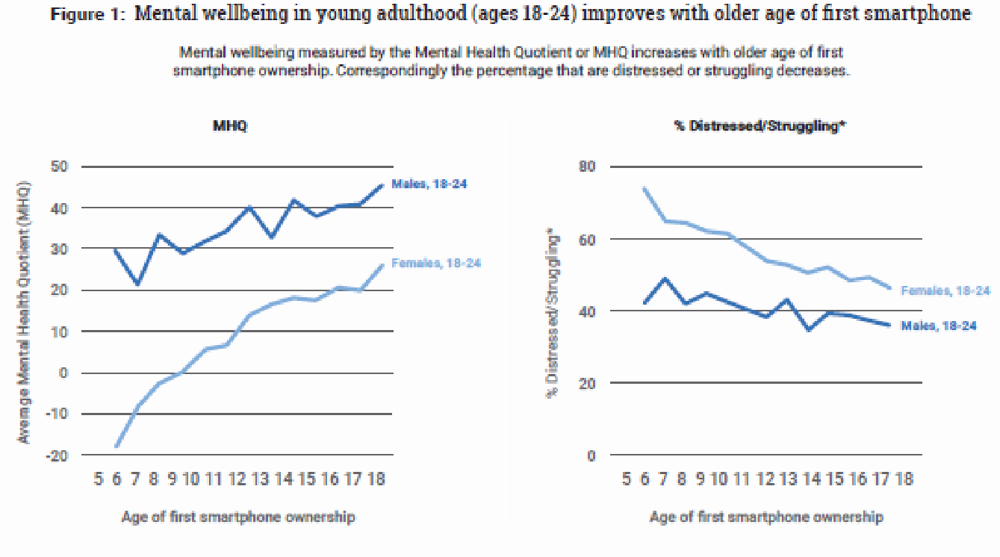 Figure 1: Mental wellbeing in young adulthood (ages 18-24) improves with older age of first smartphone
Mental wellbeing measured by the Mental Health Quotient or MHQ increases with older age of first
smartphone ownership. Correspondingly the percentage that are distressed or struggling decreases.
MHQ
Average Mental Health Quotient (MHQ)
50
40
30
20
10
0
-10
-20
Males, 18-24
Females, 18-24
5 6 7 8 9 10 11 12 13 14 15 16 17 18
Age of first smartphone ownership
% Distressed/Struggling*
% Distressed/Struggling*
80
60
40
20
0
Females, 18-24
Males, 18-24
5 6 7 8 9 10 11 12 13 14 15 16 17 18
Age of first smartphone ownership